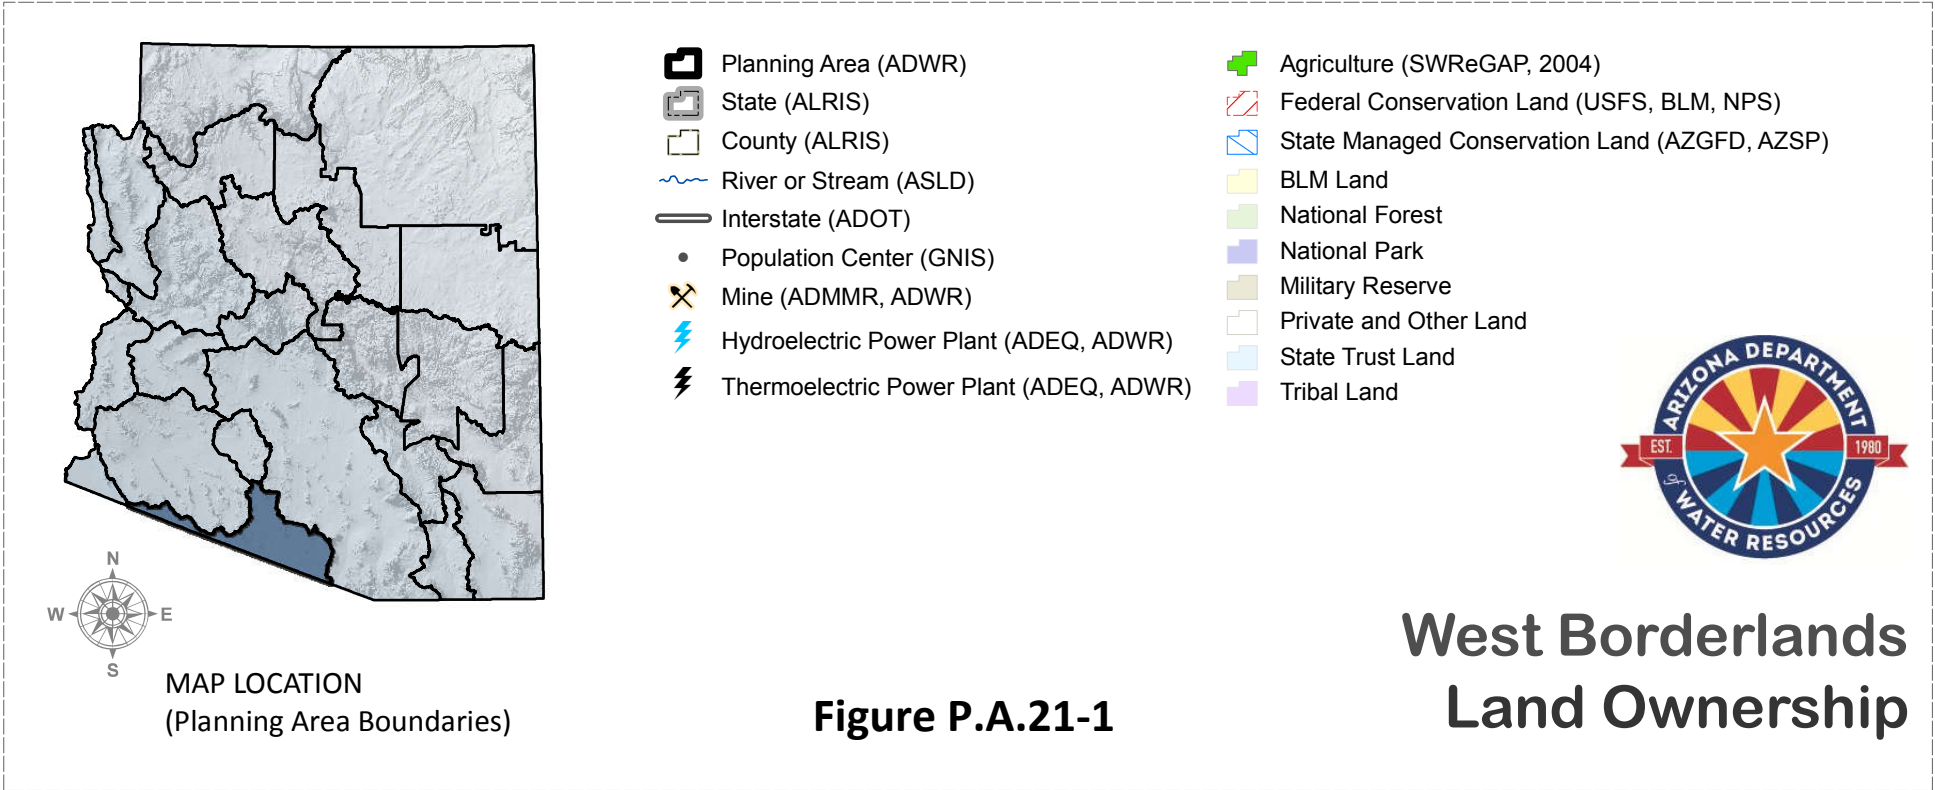 Planning Area (ADWR)
State (ALRIS)
County (ALRIS)
River or Stream (ASLD)
Interstate (ADOT)
Population Center (GNIS)
Mine (ADMMR, ADWR)
Hydroelectric Power Plant (ADEQ, ADWR)
Thermoelectric Power Plant (ADEQ, ADWR)
Agriculture (SWReGAP, 2004)
Federal Conservation Land (USFS, BLM, NPS)
State Managed Conservation Land (AZGFD, AZSP)
BLM Land
National Forest
National Park
Military Reserve
Private and Other Land
State Trust Land
Tribal Land
ARIZONA DEPARTMENT
of WATER RESOURCES
EST. 1980
N
W E
S
MAP LOCATION
(Planning Area Boundaries)
Figure P.A.21-1
West Borderlands
Land Ownership